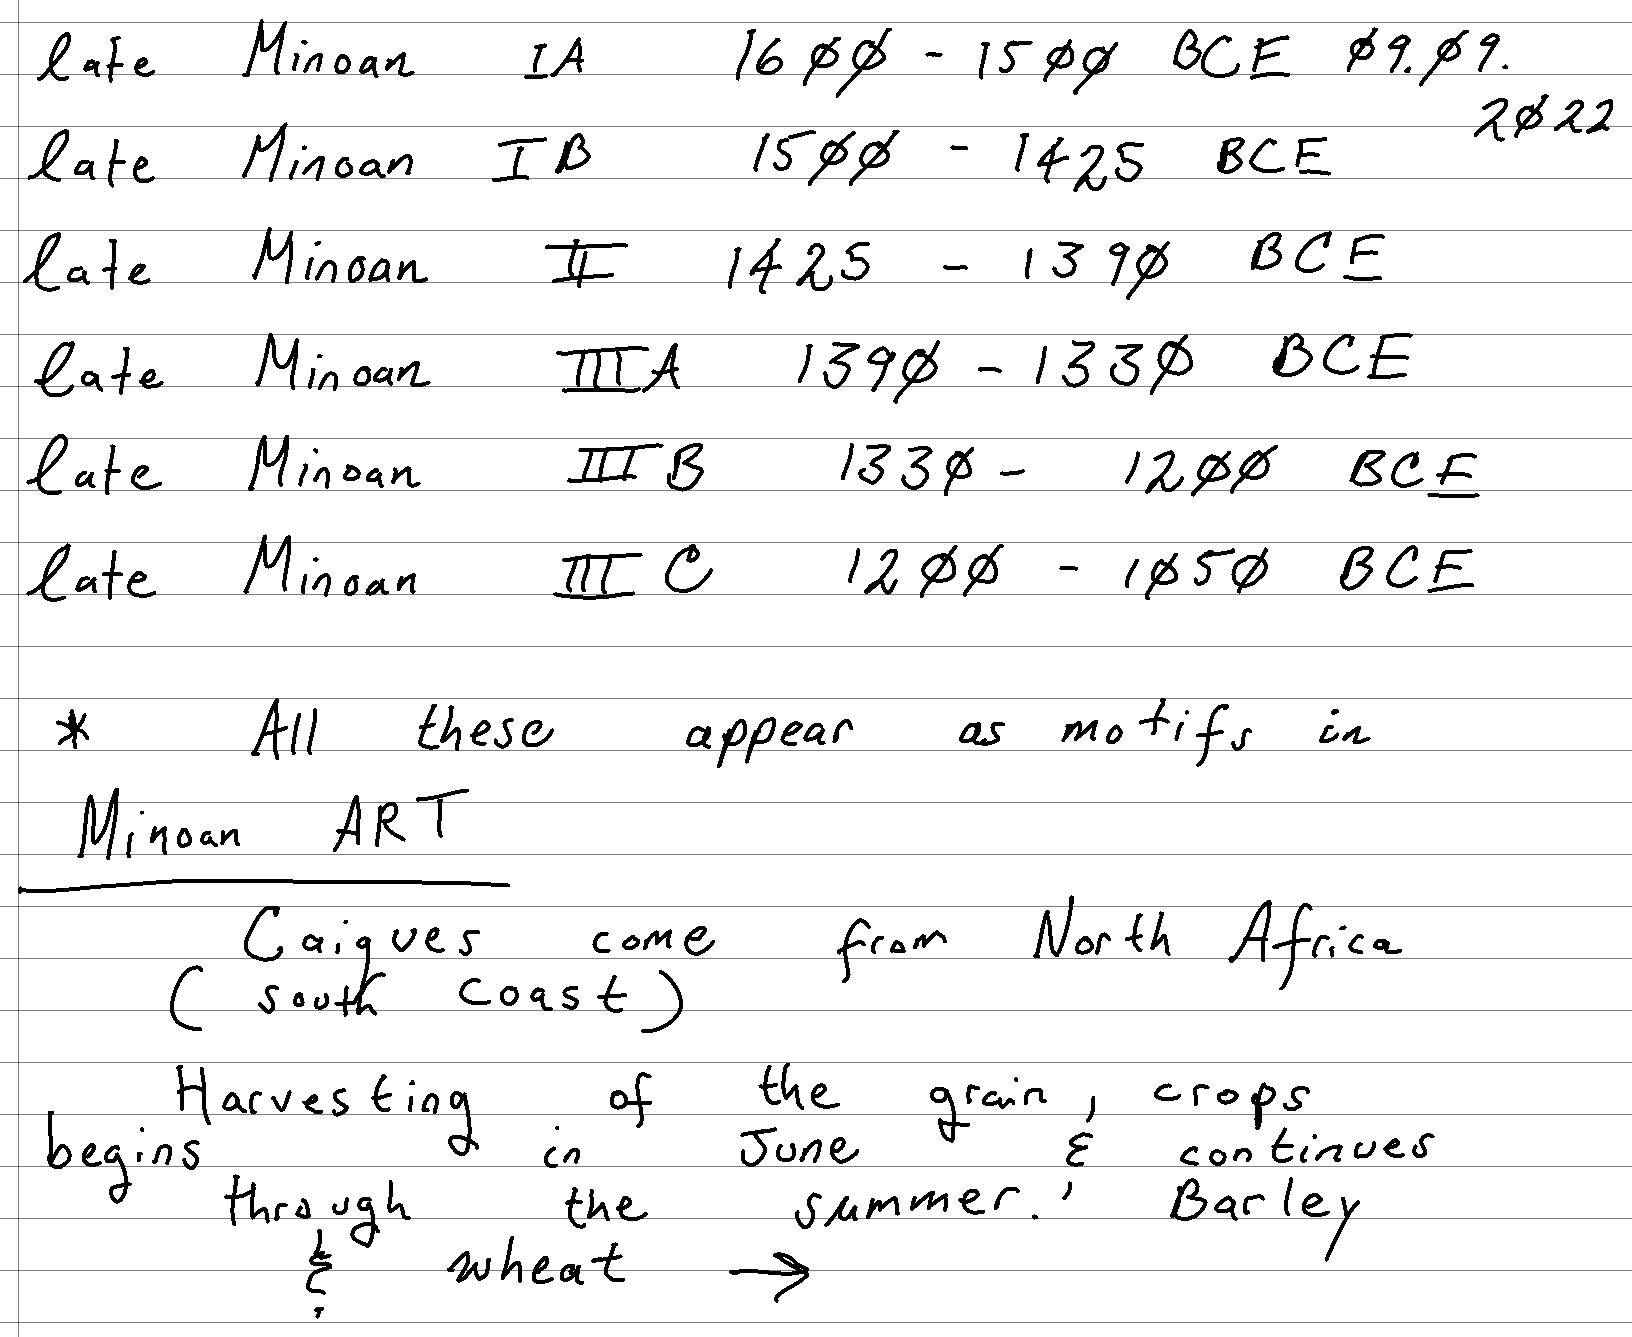 late Minoan IA 16ØØ - 15ØØ BCE Ø9.Ø9.
2Ø22
late Minoan IB 15ØØ - 1425 BCE
late Minoan II 1425 - 139Ø BCE
late Minoan IIIA 139Ø - 133Ø BCE
late Minoan IIIB 133Ø - 12ØØ BCE
late Minoan IIIC 12ØØ - 1Ø5Ø BCE
* All these appear as motifs in
Minoan ART
Caiques come from North Africa
(south coast)
Harvesting of the grain, crops
begins in June & continues
through the summer. Barley
& wheat →